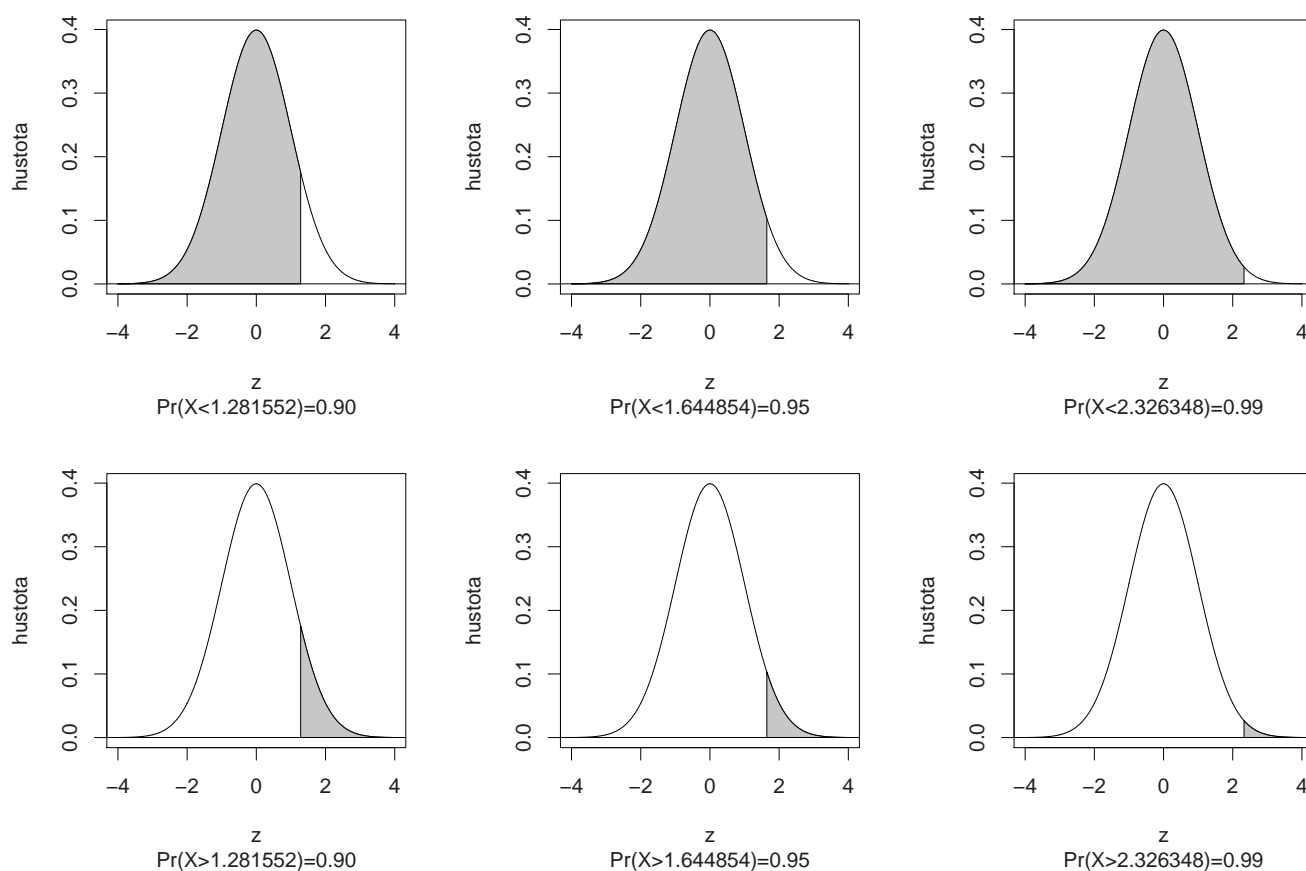 hustota
0.0 0.1 0.2 0.3 0.4
−4 −2 0 2 4
z
Pr(X<1.281552)=0.90
hustota
0.0 0.1 0.2 0.3 0.4
−4 −2 0 2 4
z
Pr(X<1.644854)=0.95
hustota
0.0 0.1 0.2 0.3 0.4
−4 −2 0 2 4
z
Pr(X<2.326348)=0.99
hustota
0.0 0.1 0.2 0.3 0.4
−4 −2 0 2 4
z
Pr(X>1.281552)=0.90
hustota
0.0 0.1 0.2 0.3 0.4
−4 −2 0 2 4
z
Pr(X>1.644854)=0.95
hustota
0.0 0.1 0.2 0.3 0.4
−4 −2 0 2 4
z
Pr(X>2.326348)=0.99